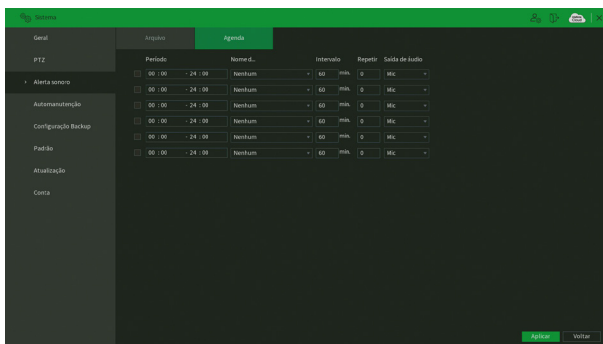 Sistema
Geral
PTZ
Alerta sonoro
Automanutenção
Configuração Backup
Padrão
Atualização
Conta
Arquivo Agenda
Período Nome d... Intervalo Repetir Saída de áudio
00 : 00 - 24 : 00 Nenhum 60 min. 0 Mic
00 : 00 - 24 : 00 Nenhum 60 min. 0 Mic
00 : 00 - 24 : 00 Nenhum 60 min. 0 Mic
00 : 00 - 24 : 00 Nenhum 60 min. 0 Mic
00 : 00 - 24 : 00 Nenhum 60 min. 0 Mic
00 : 00 - 24 : 00 Nenhum 60 min. 0 Mic
Aplicar Voltar